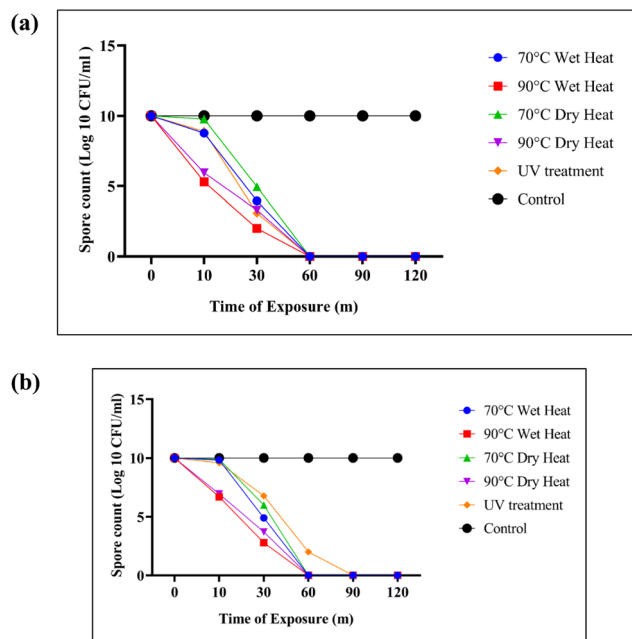 (a)
Spore count (Log 10 CFU/ml)
15
10
5
0
0 10 30 60 90 120
Time of Exposure (m)
70°C Wet Heat
90°C Wet Heat
70°C Dry Heat
90°C Dry Heat
UV treatment
Control
(b)
Spore count (Log 10 CFU/ml)
15
10
5
0
0 10 30 60 90 120
Time of Exposure (m)
70°C Wet Heat
90°C Wet Heat
70°C Dry Heat
90°C Dry Heat
UV treatment
Control